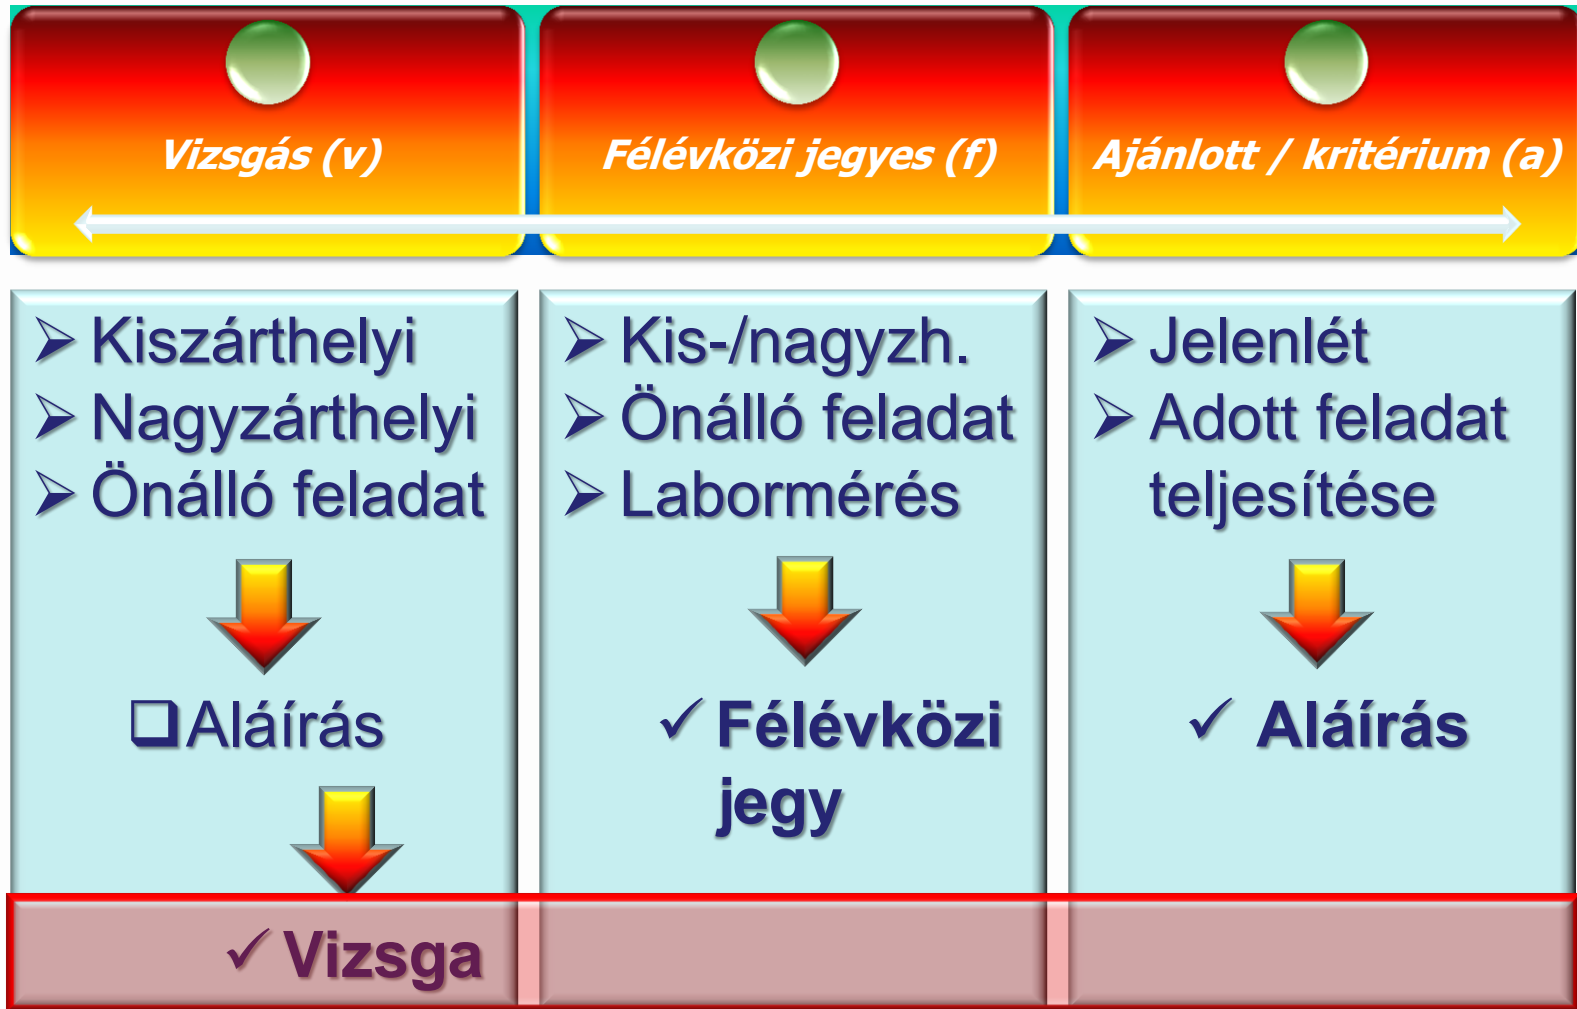 Vizsgás (v)
Félévközi jegyes (f)
Ajánlott / kritérium (a)
Kiszárthelyi
Nagyzárthelyi
Önálló feladat
Aláírás
Vizsga
Kis-/nagyzh.
Önálló feladat
Labormérés
Félévközi
jegy
Jelenlét
Adott feladat
teljesítése
Aláírás